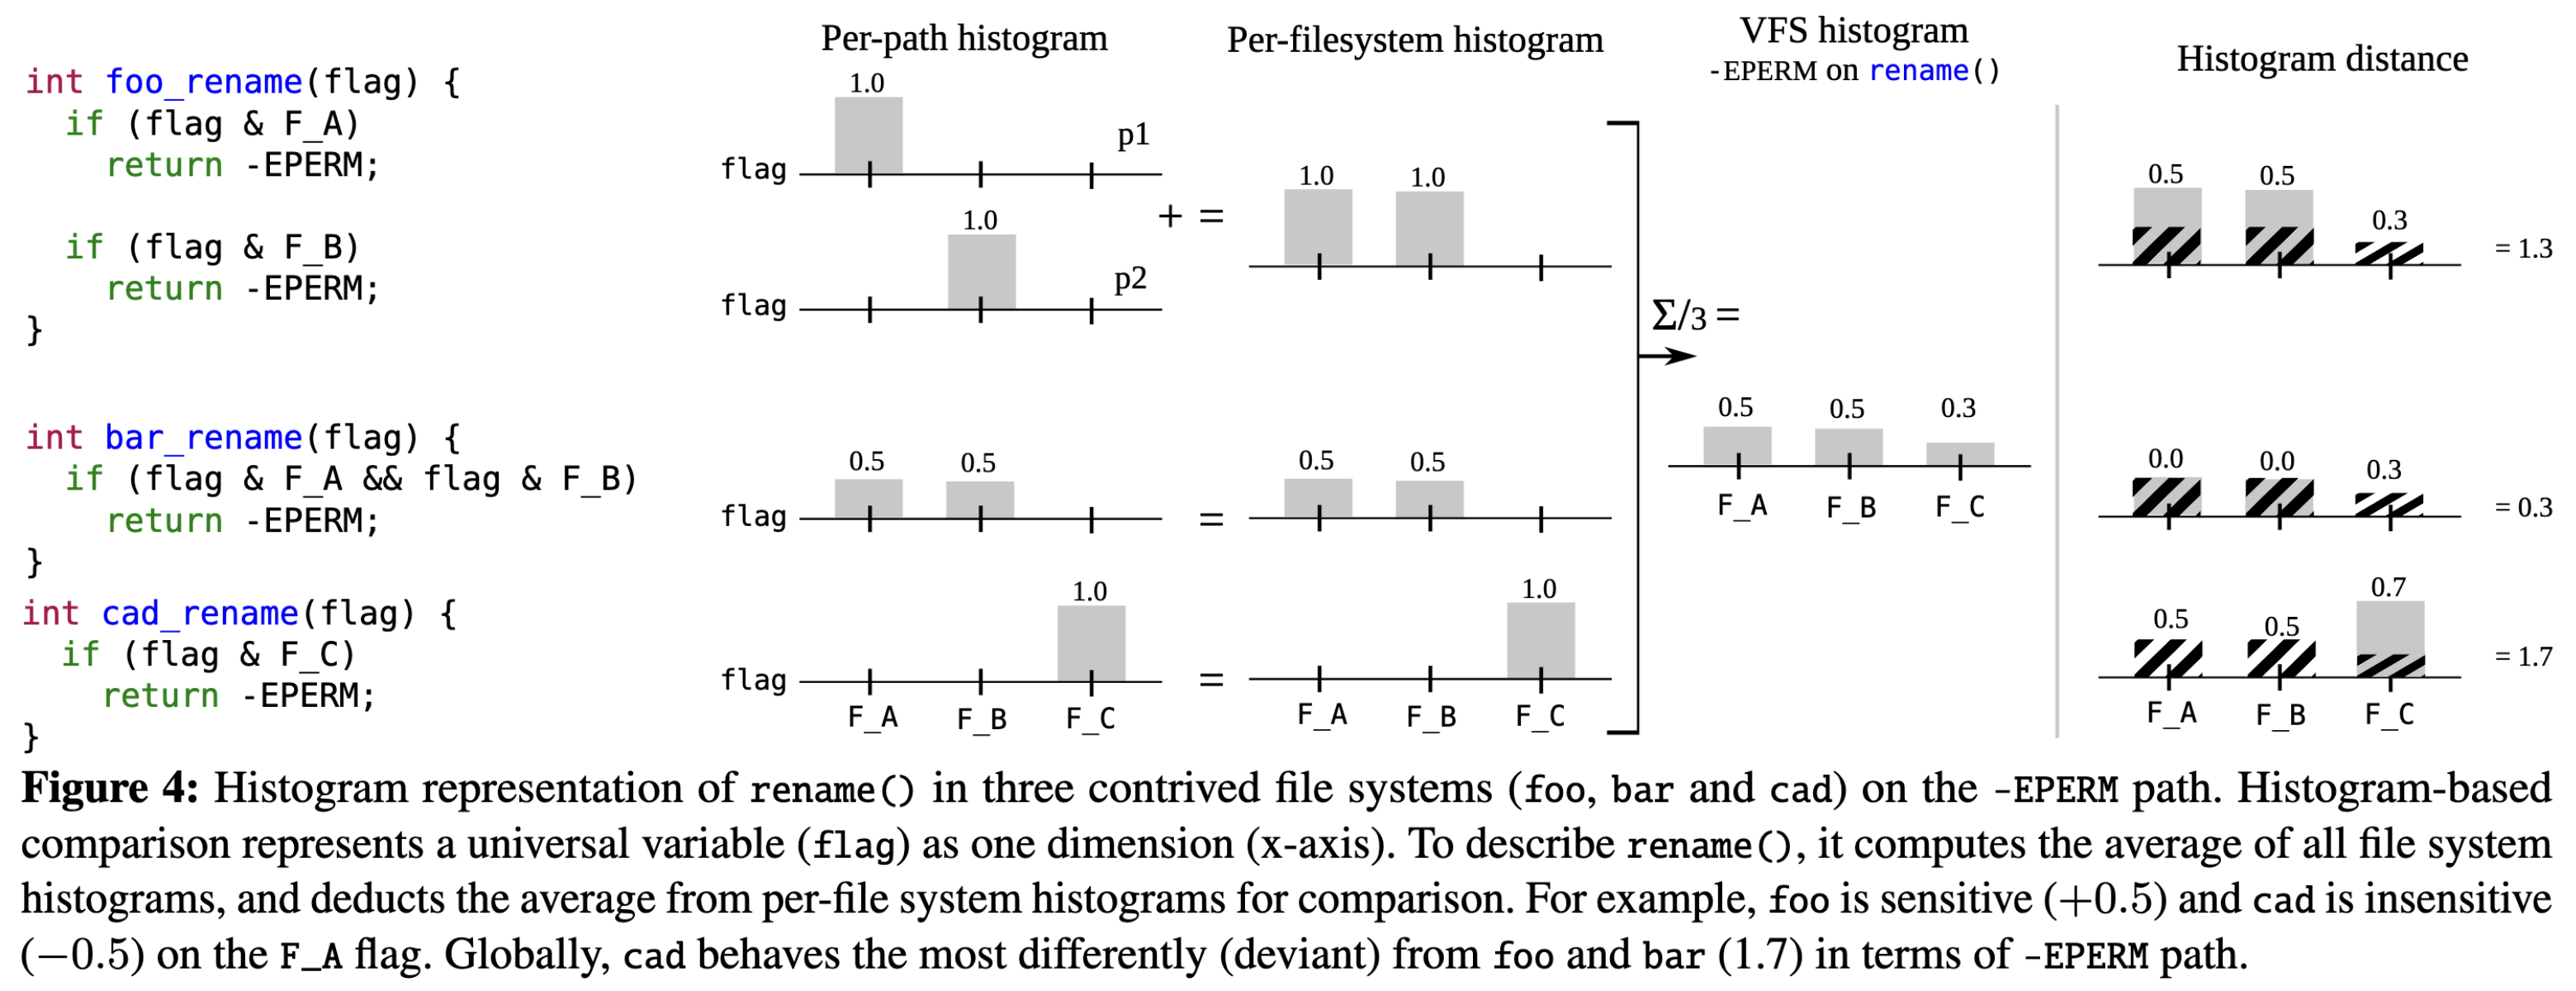 Per-path histogram
Per-filesystem histogram
VFS histogram
-EPERM on rename()
Histogram distance
int foo_rename(flag) {
if (flag & F_A)
return -EPERM;
if (flag & F_B)
return -EPERM;
}
1.0
flag
p1
1.0
flag
p2
+ =
1.0 1.0
0.5 0.5 0.3
= 1.3
int bar_rename(flag) {
if (flag & F_A && flag & F_B)
return -EPERM;
}
0.5 0.5
flag
=
0.5 0.5
0.0 0.0 0.3
= 0.3
int cad_rename(flag) {
if (flag & F_C)
return -EPERM;
}
1.0
flag
F_A F_B F_C
=
1.0
F_A F_B F_C
Σ/3 =
0.5 0.5 0.3
F_A F_B F_C
0.5 0.5 0.7
= 1.7
F_A F_B F_C
Figure 4: Histogram representation of rename() in three contrived file systems (foo, bar and cad) on the -EPERM path. Histogram-based
comparison represents a universal variable (flag) as one dimension (x-axis). To describe rename(), it computes the average of all file system
histograms, and deducts the average from per-file system histograms for comparison. For example, foo is sensitive (+0.5) and cad is insensitive
(−0.5) on the F_A flag. Globally, cad behaves the most differently (deviant) from foo and bar (1.7) in terms of -EPERM path.